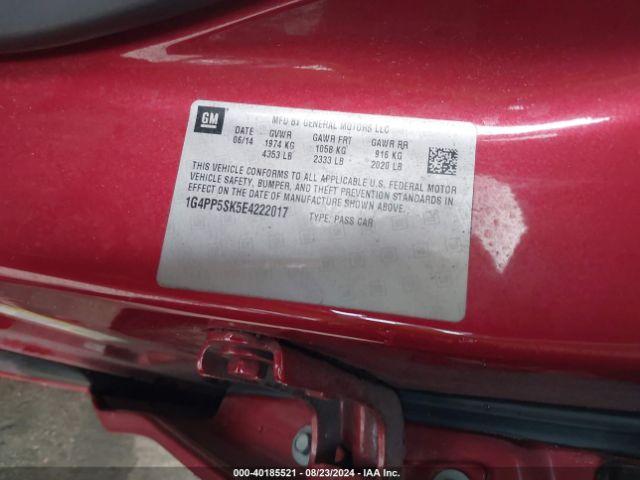 GM
MFD BY GENERAL MOTORS LLC
DATE GVWR GAWR FRT GAWR RR
06/14 1974 KG 1058 KG 916 KG
4353 LB 2333 LB 2020 LB
THIS VEHICLE CONFORMS TO ALL APPLICABLE U.S. FEDERAL MOTOR
VEHICLE SAFETY, BUMPER, AND THEFT PREVENTION STANDARDS IN
EFFECT ON THE DATE OF MANUFACTURE SHOWN ABOVE.
1G4PP5SK5E4222017 TYPE: PASS CAR
000-40185521 - 08/23/2024 - IAA Inc.